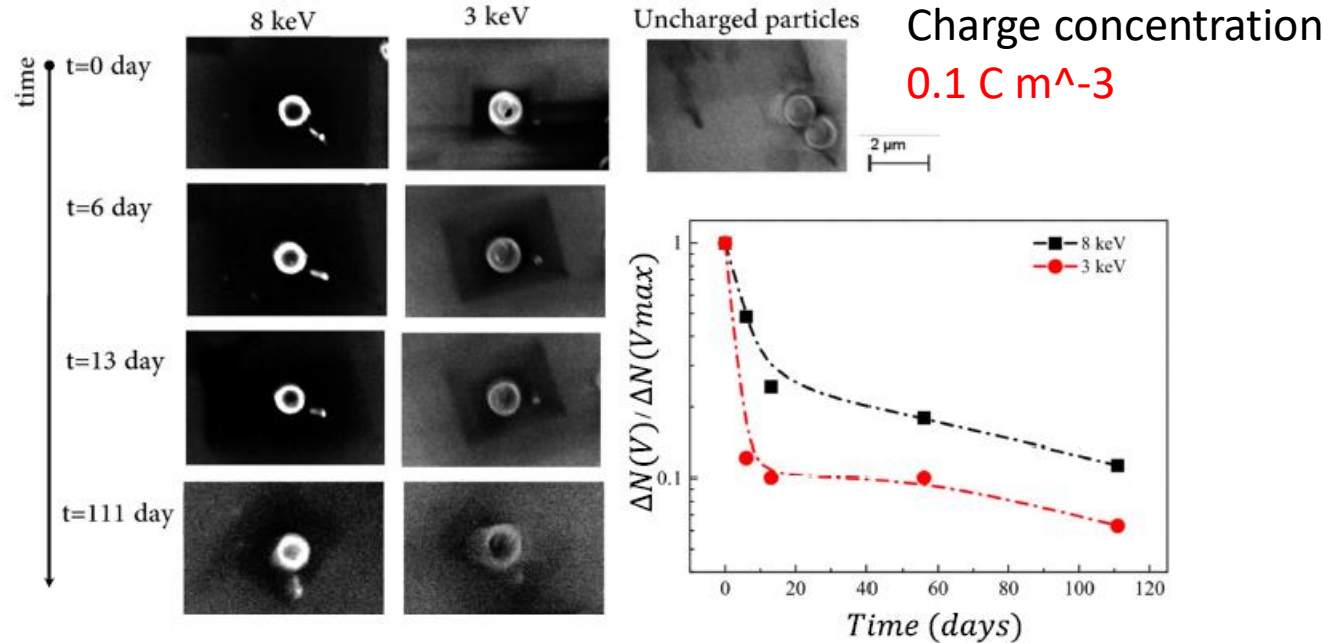 8 keV
3 keV
Uncharged particles
Charge concentration
0.1 C m^-3
time
t=0 day
t=6 day
t=13 day
t=111 day
2 µm
8 keV
3 keV
1
0.1
ΔN(V) / ΔN(Vmax)
0 20 40 60 80 100 120
Time (days)